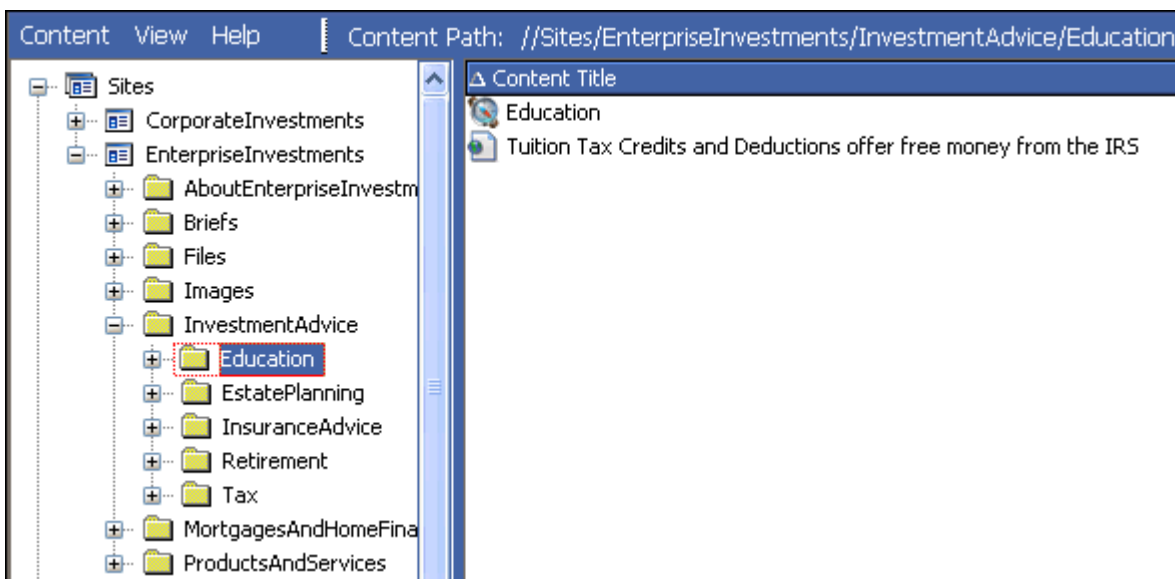 Content View Help Content Path: //Sites/EnterpriseInvestments/InvestmentAdvice/Education
Sites
CorporateInvestments
EnterpriseInvestments
AboutEnterpriseInvestm
Briefs
Files
Images
InvestmentAdvice
Education
EstatePlanning
InsuranceAdvice
Retirement
Tax
MortgagesAndHomeFina
ProductsAndServices
Content Title
Education
Tuition Tax Credits and Deductions offer free money from the IRS